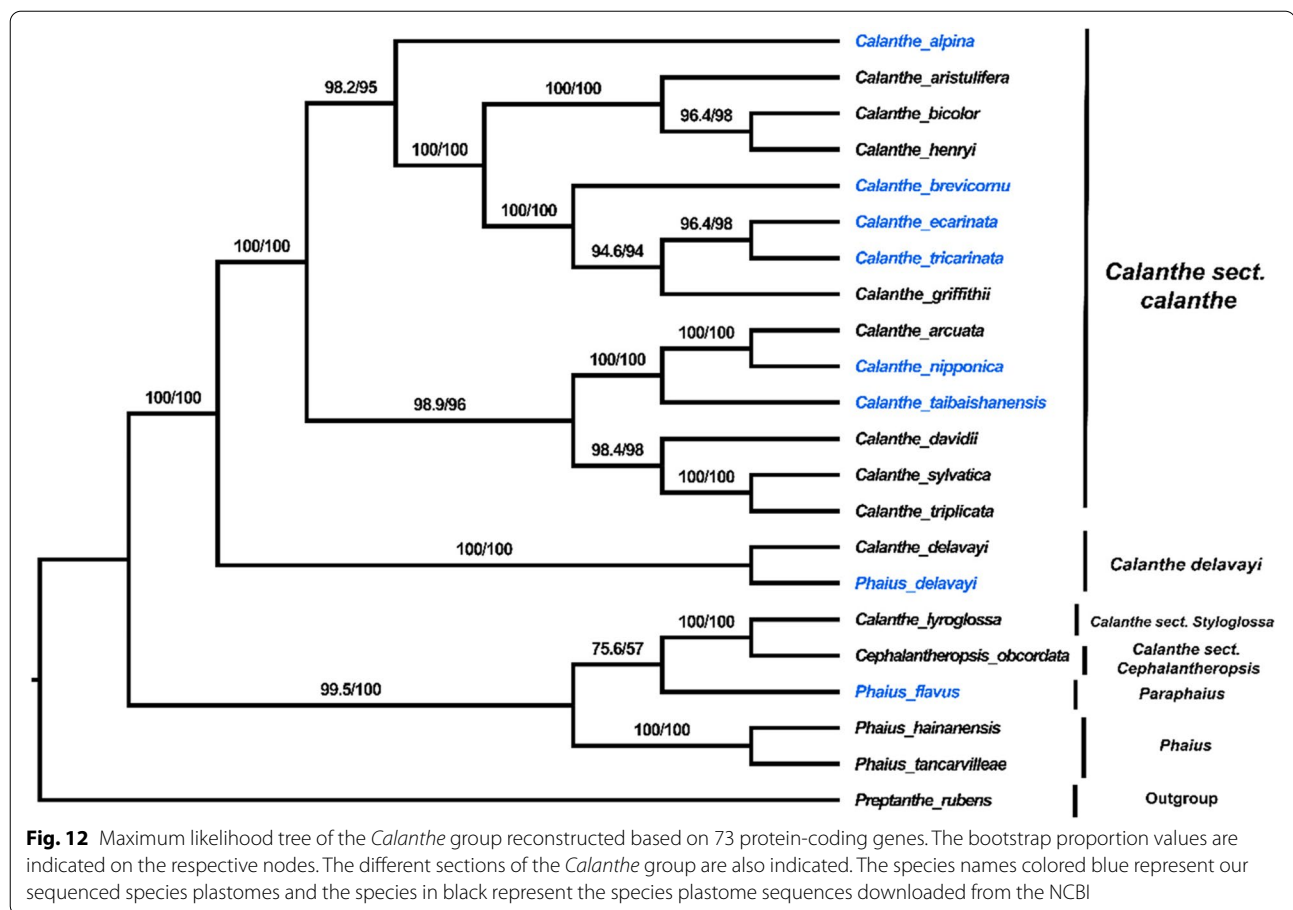 Calanthe_alpina
98.2/95
Calanthe_aristulifera
100/100
Calanthe_bicolor
96.4/98
Calanthe_henryi
100/100
Calanthe_brevicornu
100/100
Calanthe_ecarinata
96.4/98
94.6/94
Calanthe_tricarinata
100/100
Calanthe_griffithii
Calanthe sect.
calanthe
Calanthe_arcuata
100/100
100/100
Calanthe_nipponica
100/100
98.9/96
Calanthe_taibaishanensis
Calanthe_davidii
98.4/98
Calanthe_sylvatica
100/100
Calanthe_triplicata
100/100
Calanthe_delavayi
Calanthe delavayi
Phaius_delavayi
100/100
Calanthe_lyroglossa
Calanthe sect. Styloglossa
75.6/57
Cephalantheropsis_obcordata
Calanthe sect.
Cephalantheropsis
99.5/100
Phaius_flavus
Paraphaius
100/100
Phaius_hainanensis
Phaius
Phaius_tancarvilleae
Preptanthe_rubens
Outgroup
Fig. 12 Maximum likelihood tree of the Calanthe group reconstructed based on 73 protein-coding genes. The bootstrap proportion values are
indicated on the respective nodes. The different sections of the Calanthe group are also indicated. The species names colored blue represent our
sequenced species plastomes and the species in black represent the species plastome sequences downloaded from the NCBI